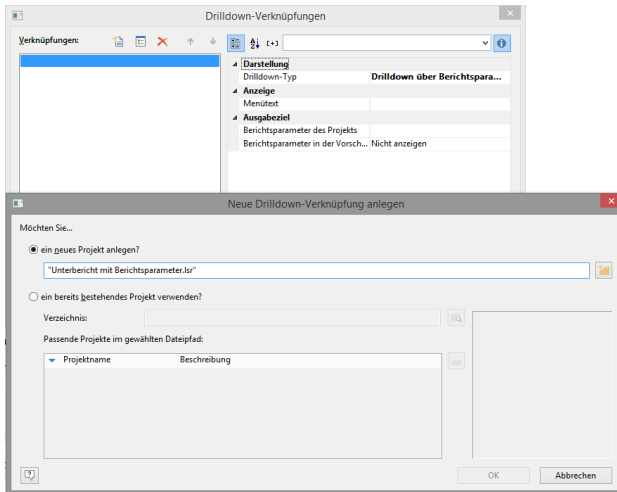 Drilldown-Verknüpfungen
Verknüpfungen:
Darstellung
Drilldown-Typ Drilldown über Berichtspara...
Anzeige
Menütext
Ausgabeziel
Berichtsparameter des Projekts
Berichtsparameter in der Vorsch... Nicht anzeigen
Neue Drilldown-Verknüpfung anlegen
Möchten Sie...
ein neues Projekt anlegen?
"Unterbericht mit Berichtsparameter.lsr"
ein bereits bestehendes Projekt verwenden?
Verzeichnis:
Passende Projekte im gewählten Dateipfad:
Projektname Beschreibung
OK Abbrechen